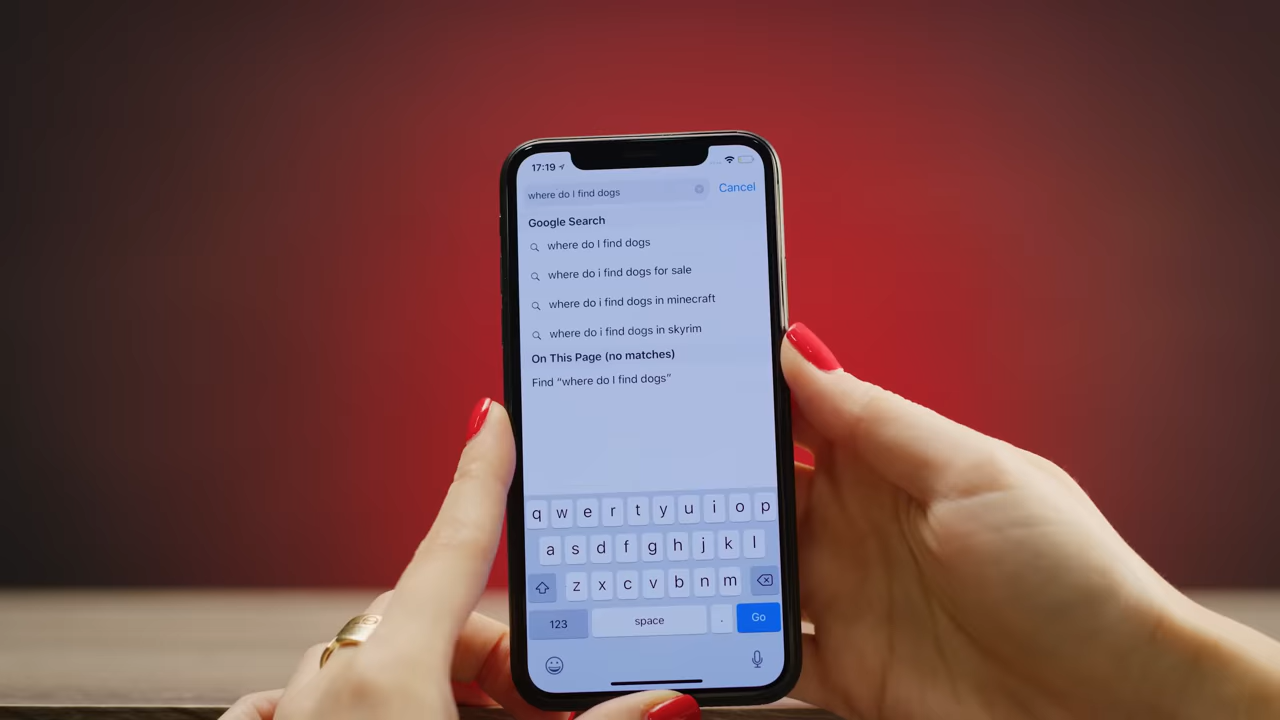 17:19
where do I find dogs
Cancel
Google Search
where do I find dogs
where do i find dogs for sale
where do i find dogs in minecraft
where do i find dogs in skyrim
On This Page (no matches)
Find “where do I find dogs”
q w e r t y u i o p
a s d f g h j k l
z x c v b n m
123 space . Go